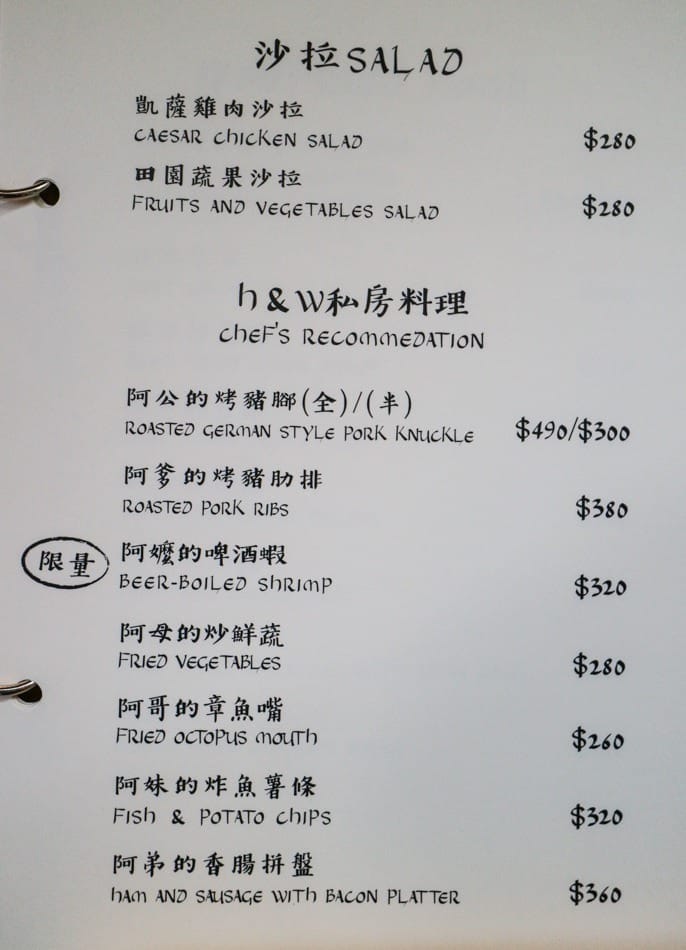 沙拉SALAD
凱薩雞肉沙拉
CAESAR CHICKEN SALAD $280
田園蔬果沙拉
FRUITS AND VEGETABLES SALAD $280
h&W私房料理
CHEF'S RECOMMEDATION
阿公的烤豬腳(全)/(半)
ROASTED GERMAN STYLE PORK KNUCKLE $490/$300
阿爹的烤豬肋排
ROASTED PORK RIBS $380
限量
阿嬤的啤酒蝦
BEER-BOILED SHRIMP $320
阿母的炒鮮蔬
FRIED VEGETABLES $280
阿哥的章魚嘴
FRIED OCTOPUS MOUTH $260
阿妹的炸魚薯條
FISH & POTATO CHIPS $320
阿弟的香腸拼盤
HAM AND SAUSAGE WITH BACON PLATTER $360